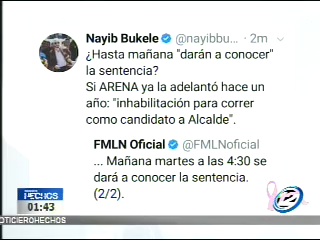 Nayib Bukele @nayibbu... · 2m
¿Hasta mañana "darán a conocer"
la sentencia?
Si ARENA ya la adelantó hace un
año: "inhabilitación para correr
como candidato a Alcalde".
FMLN Oficial @FMLNoficial
... Mañana martes a las 4:30 se
dará a conocer la sentencia.
(2/2).
HECHOS
01:43
NOTICIEROHECHOS
12